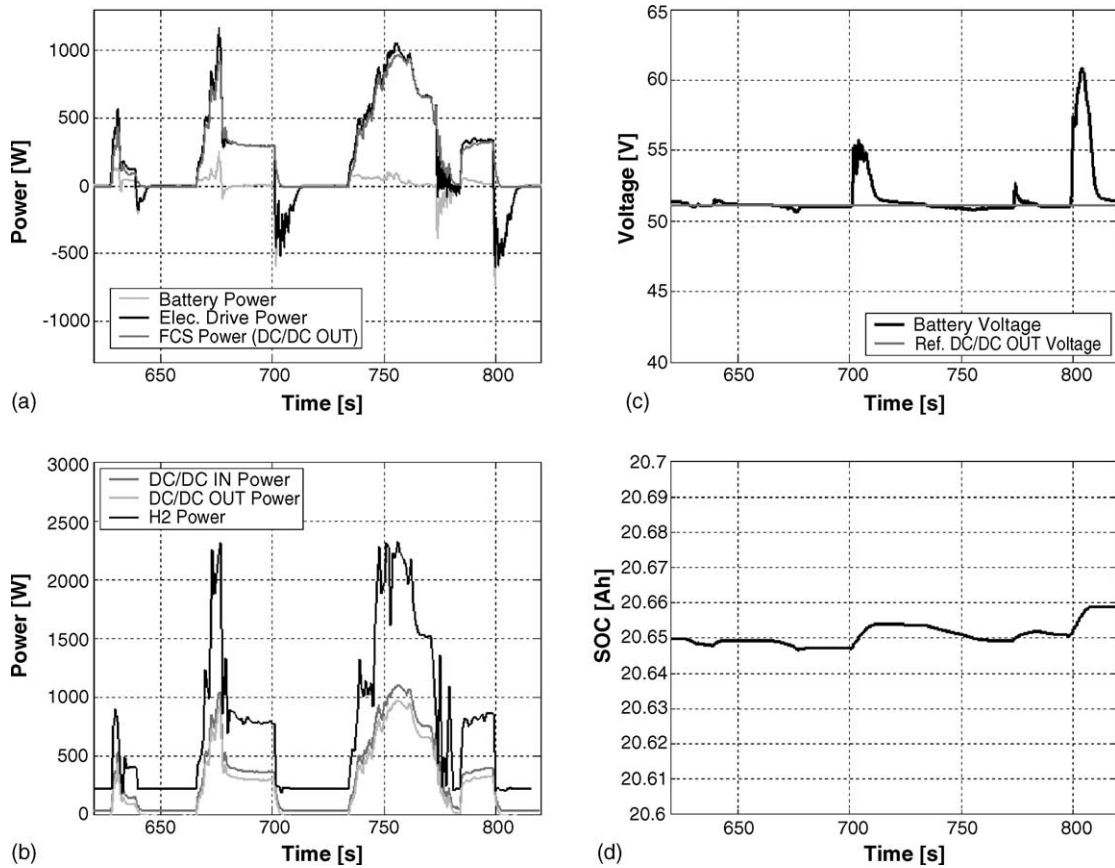 1000
500
0
-500
-1000
Power [W]
Battery Power
Elec. Drive Power
FCS Power (DC/DC OUT)
650 700 750 800
Time [s]
(a)
65
60
55
50
45
40
Voltage [V]
Battery Voltage
Ref. DC/DC OUT Voltage
650 700 750 800
Time [s]
(c)
3000
2500
2000
1500
1000
500
0
Power [W]
DC/DC IN Power
DC/DC OUT Power
H2 Power
650 700 750 800
Time [s]
(b)
20.7
20.69
20.68
20.67
20.66
20.65
20.64
20.63
20.62
20.61
20.6
SOC [Ah]
650 700 750 800
Time [s]
(d)